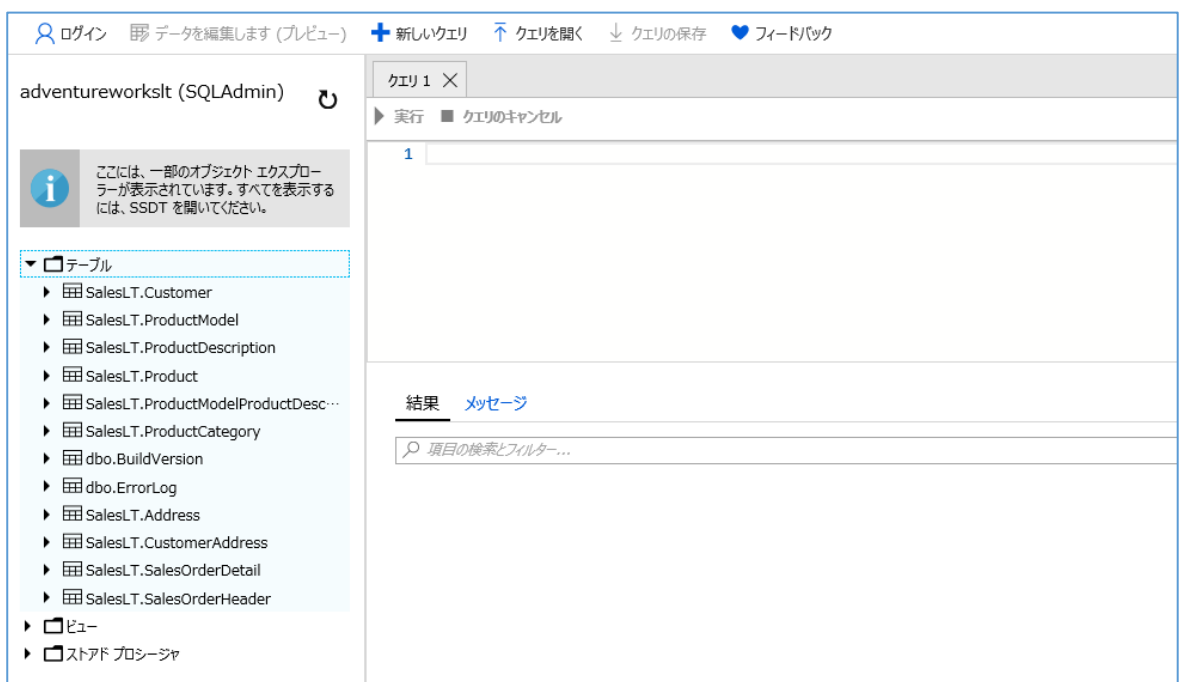 ログイン データを編集します (プレビュー) 新しいクエリ クエリを開く クエリの保存 フィードバック
adventureworkslt (SQLAdmin)
ここには、一部のオブジェクト エクスプロー
ラーが表示されています。すべてを表示する
には、SSDT を開いてください。
テーブル
SalesLT.Customer
SalesLT.ProductModel
SalesLT.ProductDescription
SalesLT.Product
SalesLT.ProductModelProductDesc…
SalesLT.ProductCategory
dbo.BuildVersion
dbo.ErrorLog
SalesLT.Address
SalesLT.CustomerAddress
SalesLT.SalesOrderDetail
SalesLT.SalesOrderHeader
ビュー
ストアド プロシージャ
クエリ 1
実行 クエリのキャンセル
1
結果 メッセージ
項目の検索とフィルター...